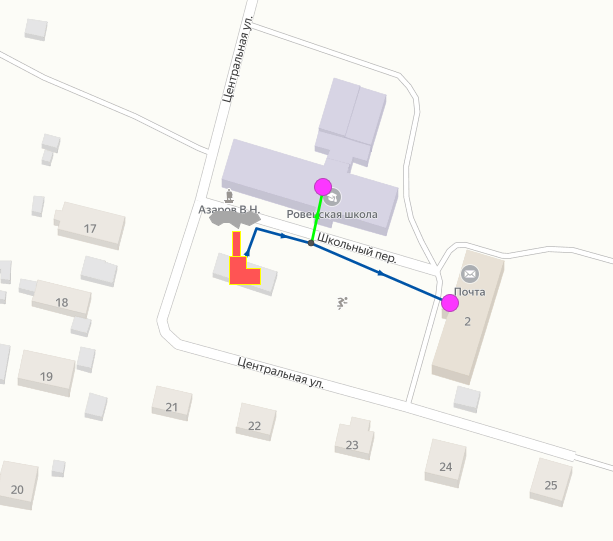 Центральная ул.
Азаров В.Н.
Ровенская школа
17
Школьный пер.
Почта
18
2
19
Центральная ул.
21
22
23
24
20
25